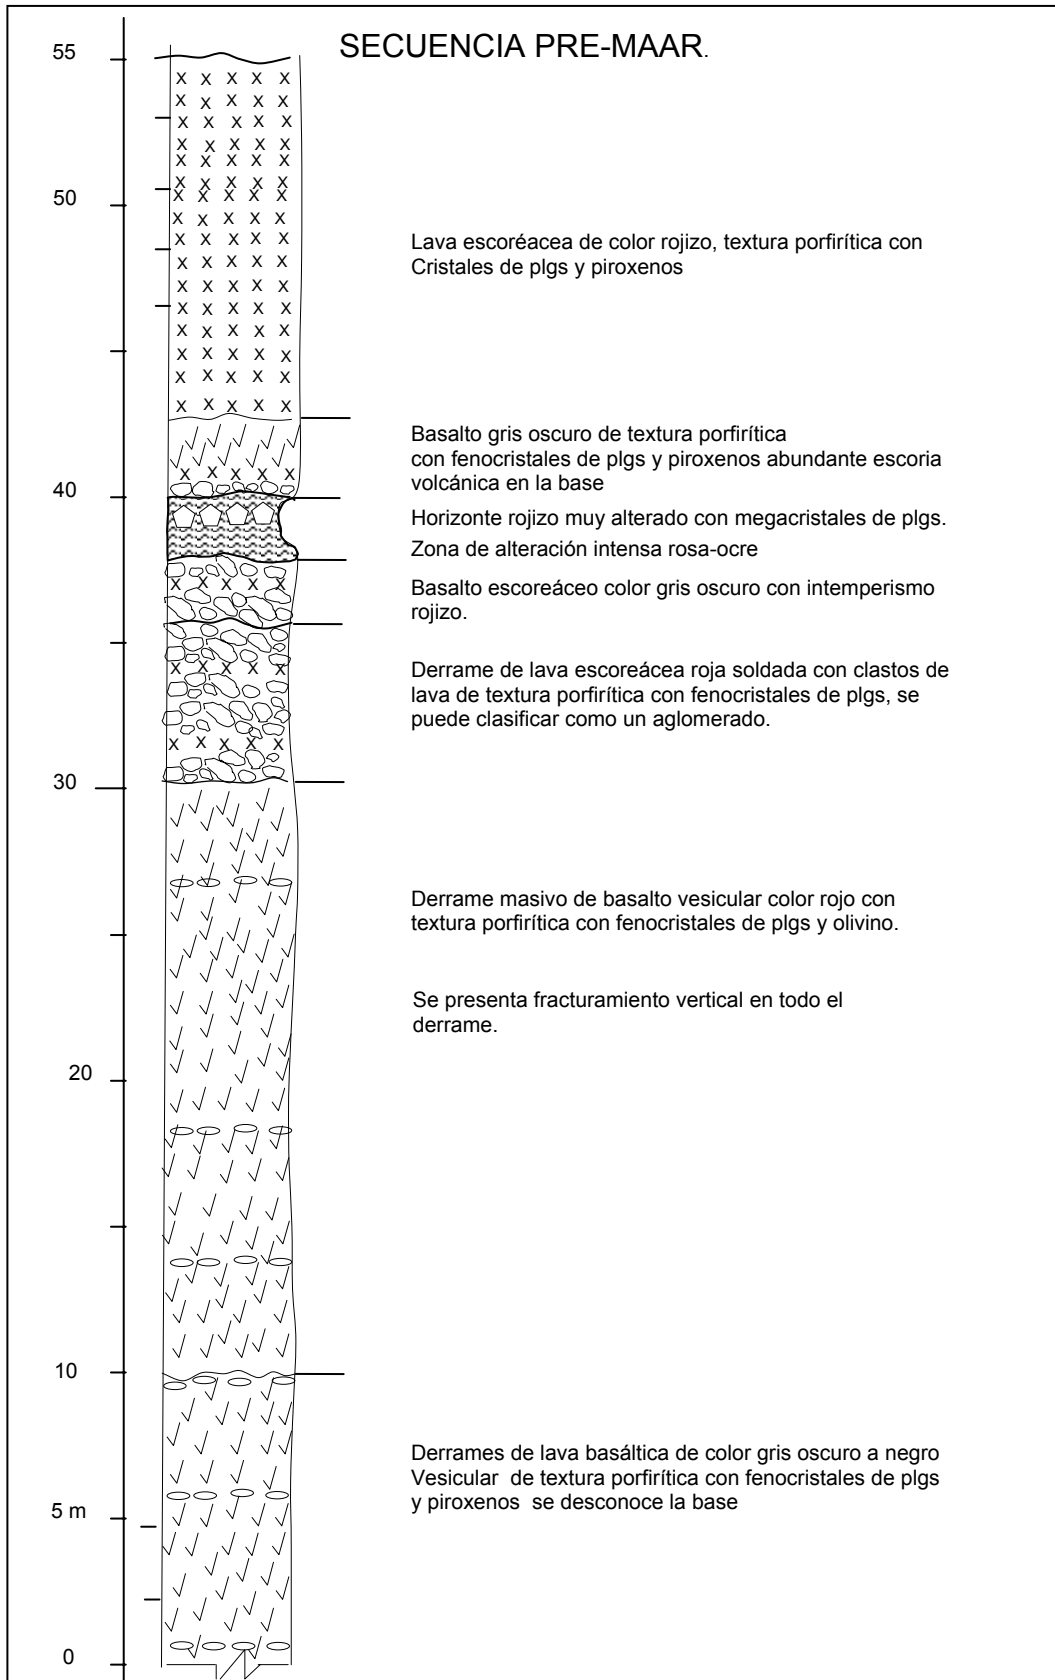 SECUENCIA PRE-MAAR.
55
50
Lava escoréacea de color rojizo, textura porfirítica con
Cristales de plgs y piroxenos
Basalto gris oscuro de textura porfirítica
con fenocristales de plgs y piroxenos abundante escoria
volcánica en la base
40
Horizonte rojizo muy alterado con megacristales de plgs.
Zona de alteración intensa rosa-ocre
Basalto escoreáceo color gris oscuro con intemperismo
rojizo.
Derrame de lava escoreácea roja soldada con clastos de
lava de textura porfirítica con fenocristales de plgs, se
puede clasificar como un aglomerado.
30
Derrame masivo de basalto vesicular color rojo con
textura porfirítica con fenocristales de plgs y olivino.
Se presenta fracturamiento vertical en todo el
derrame.
20
10
Derrames de lava basáltica de color gris oscuro a negro
Vesicular de textura porfirítica con fenocristales de plgs
y piroxenos se desconoce la base
5 m
0